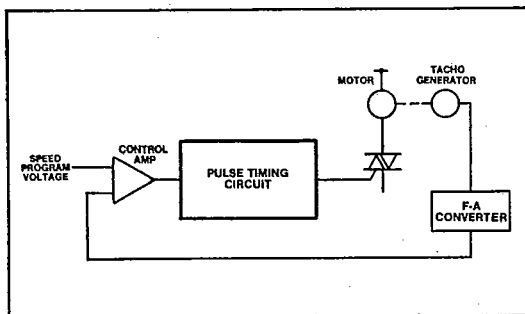 MOTOR
TACHO
GENERATOR
SPEED
PROGRAM
VOLTAGE
CONTROL
AMP
PULSE TIMING
CIRCUIT
F-A
CONVERTER